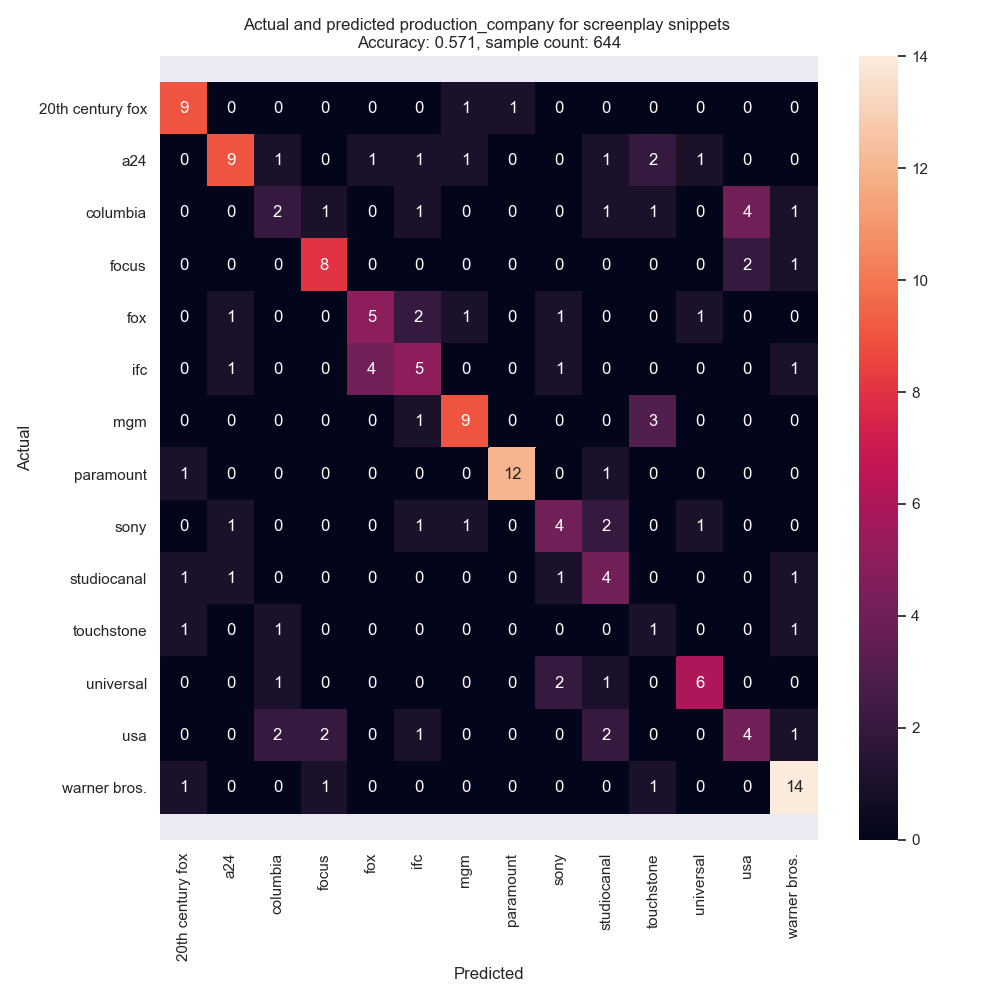 Actual and predicted production_company for screenplay snippets
Accuracy: 0.571, sample count: 644
20th century fox 9 0 0 0 0 0 1 1 0 0 0 0 0 0
a24 0 9 1 0 1 1 1 0 0 1 2 1 0 0
columbia 0 0 2 1 0 1 0 0 0 1 1 0 4 1
focus 0 0 0 8 0 0 0 0 0 0 0 0 2 1
fox 0 1 0 0 5 2 1 0 1 0 0 1 0 0
ifc 0 1 0 0 4 5 0 0 1 0 0 0 0 1
mgm 0 0 0 0 0 1 9 0 0 0 3 0 0 0
paramount 1 0 0 0 0 0 0 12 0 1 0 0 0 0
sony 0 1 0 0 0 1 1 0 4 2 0 1 0 0
studiocanal 1 1 0 0 0 0 0 0 1 4 0 0 0 1
touchstone 1 0 1 0 0 0 0 0 0 0 1 0 0 1
universal 0 0 1 0 0 0 0 0 2 1 0 6 0 0
usa 0 0 2 2 0 1 0 0 0 2 0 0 4 1
warner bros. 1 0 0 1 0 0 0 0 0 0 1 0 0 14
Actual
20th century fox
a24
columbia
focus
fox
ifc
mgm
paramount
sony
studiocanal
touchstone
universal
usa
warner bros.
Predicted
14
12
10
8
6
4
2
0